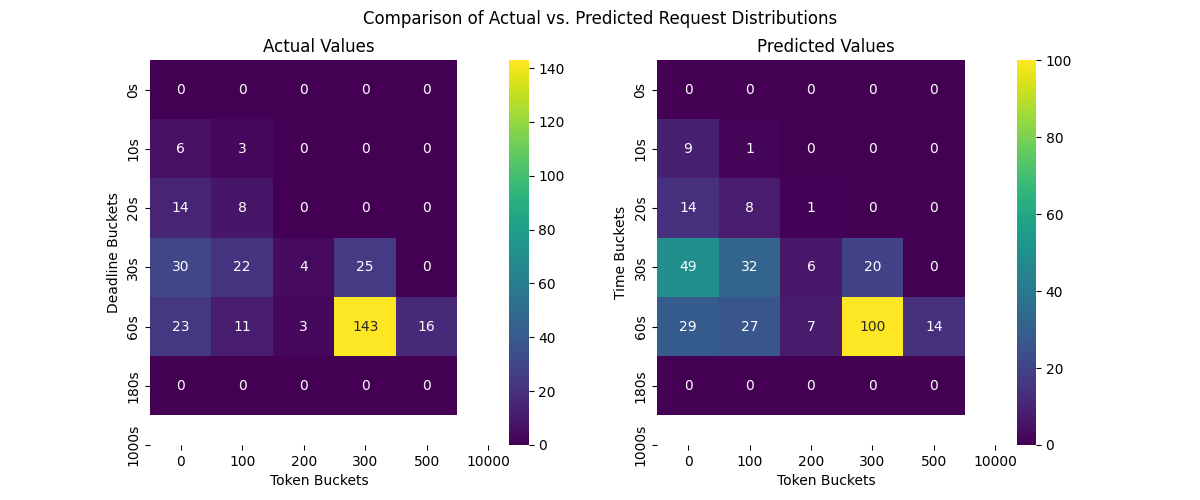 Comparison of Actual vs. Predicted Request Distributions
Actual Values
Deadline Buckets
0s 0 0 0 0 0
10s 6 3 0 0 0
20s 14 8 0 0 0
30s 30 22 4 25 0
60s 23 11 3 143 16
180s 0 0 0 0 0
1000s
0 100 200 300 500 10000
Token Buckets
140
120
100
80
60
40
20
0
Predicted Values
Time Buckets
0s 0 0 0 0 0
10s 9 1 0 0 0
20s 14 8 1 0 0
30s 49 32 6 20 0
60s 29 27 7 100 14
180s 0 0 0 0 0
1000s
0 100 200 300 500 10000
Token Buckets
100
80
60
40
20
0